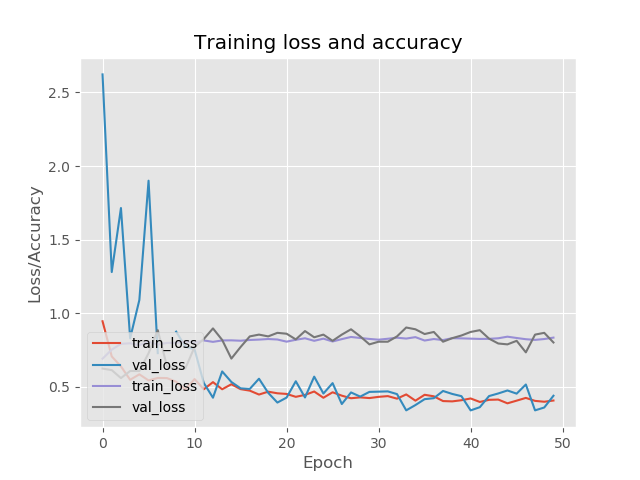 Training loss and accuracy
Loss/Accuracy
2.5
2.0
1.5
1.0
0.5
train_loss
val_loss
train_loss
val_loss
0 10 20 30 40 50
Epoch